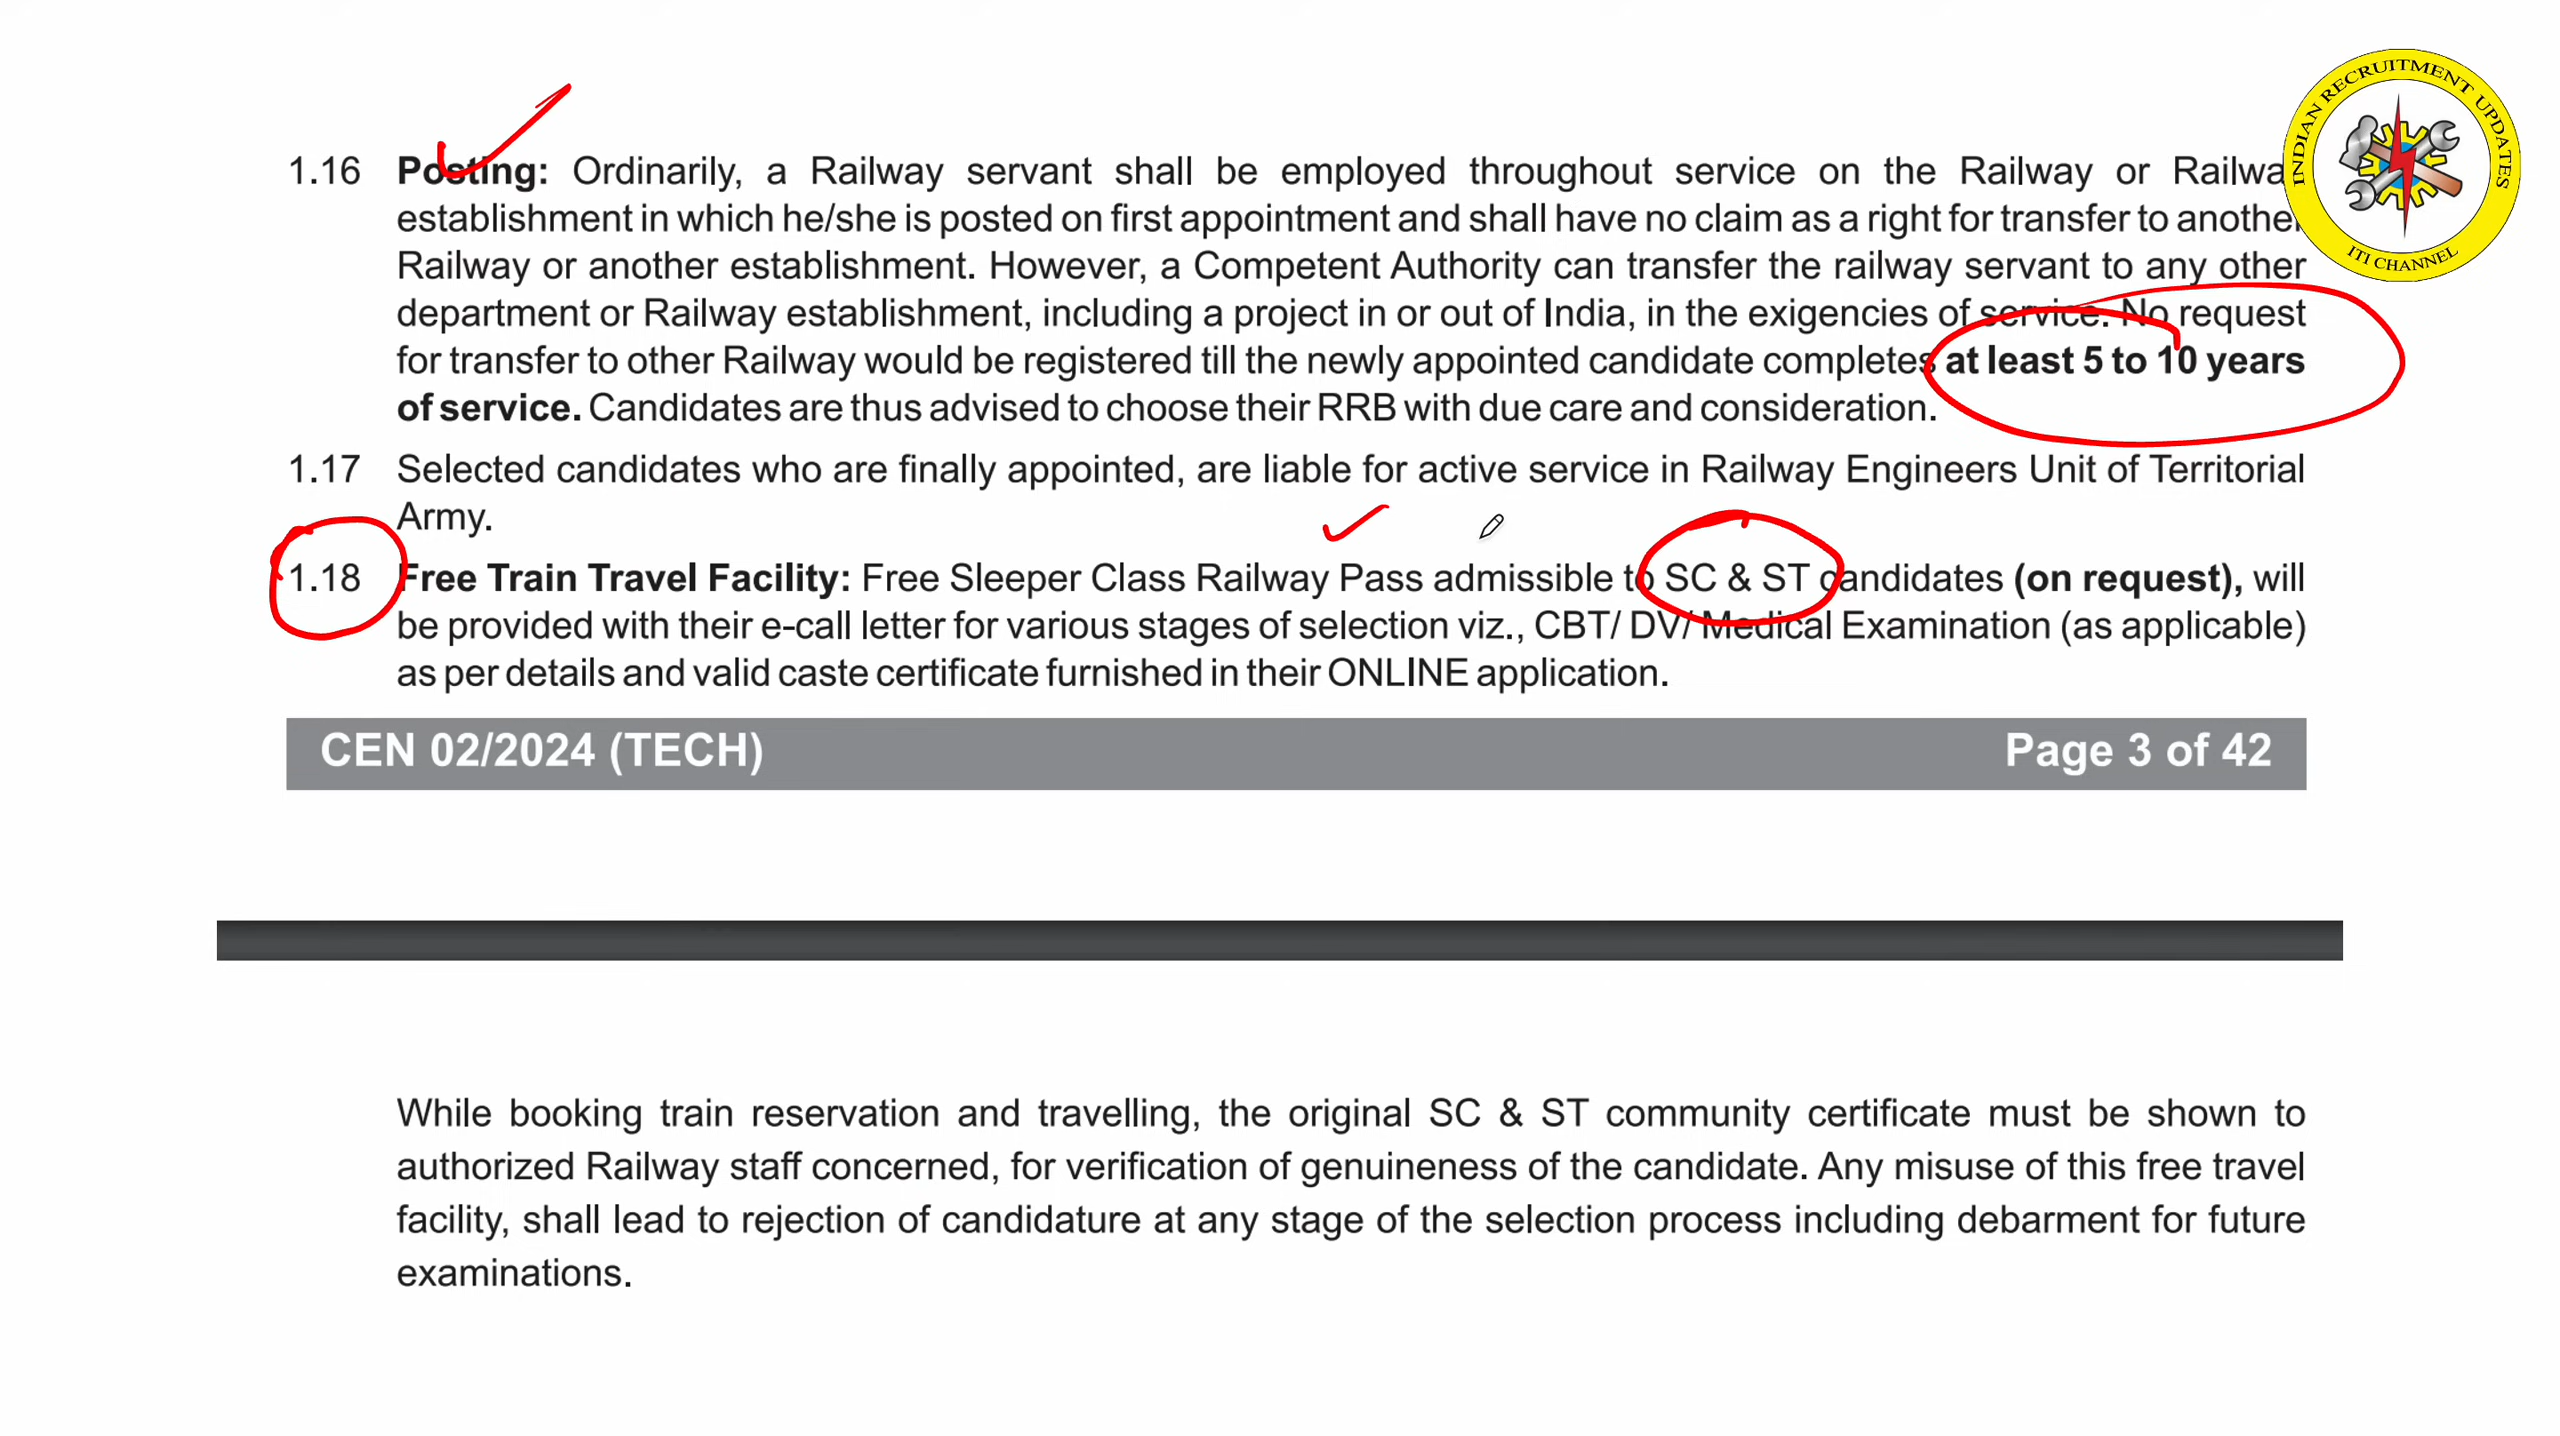 1.16 Posting: Ordinarily, a Railway servant shall be employed throughout service on the Railway or Railwa
establishment in which he/she is posted on first appointment and shall have no claim as a right for transfer to another
Railway or another establishment. However, a Competent Authority can transfer the railway servant to any other
department or Railway establishment, including a project in or out of India, in the exigencies of service. No request
for transfer to other Railway would be registered till the newly appointed candidate completes at least 5 to 10 years
of service. Candidates are thus advised to choose their RRB with due care and consideration.
1.17 Selected candidates who are finally appointed, are liable for active service in Railway Engineers Unit of Territorial
Army.
1.18 Free Train Travel Facility: Free Sleeper Class Railway Pass admissible to SC & ST candidates (on request), will
be provided with their e-call letter for various stages of selection viz., CBT/ DV/ Medical Examination (as applicable)
as per details and valid caste certificate furnished in their ONLINE application.
CEN 02/2024 (TECH) Page 3 of 42
While booking train reservation and travelling, the original SC & ST community certificate must be shown to
authorized Railway staff concerned, for verification of genuineness of the candidate. Any misuse of this free travel
facility, shall lead to rejection of candidature at any stage of the selection process including debarment for future
examinations.
INDIAN RECRUITMENT UPDATES
ITI CHANNEL